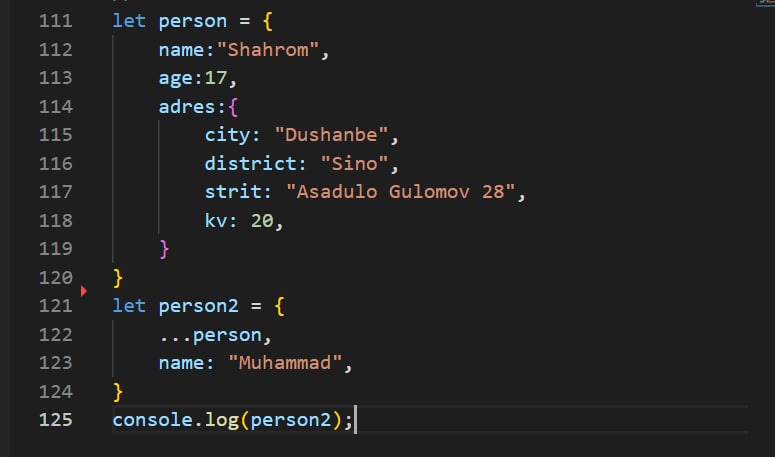 111 let person = {
112     name:"Shahrom",
113     age:17,
114     adres:{
115         city: "Dushanbe",
116         district: "Sino",
117         strit: "Asadulo Gulomov 28",
118         kv: 20,
119     }
120 }
121 let person2 = {
122     ...person,
123     name: "Muhammad",
124 }
125 console.log(person2);